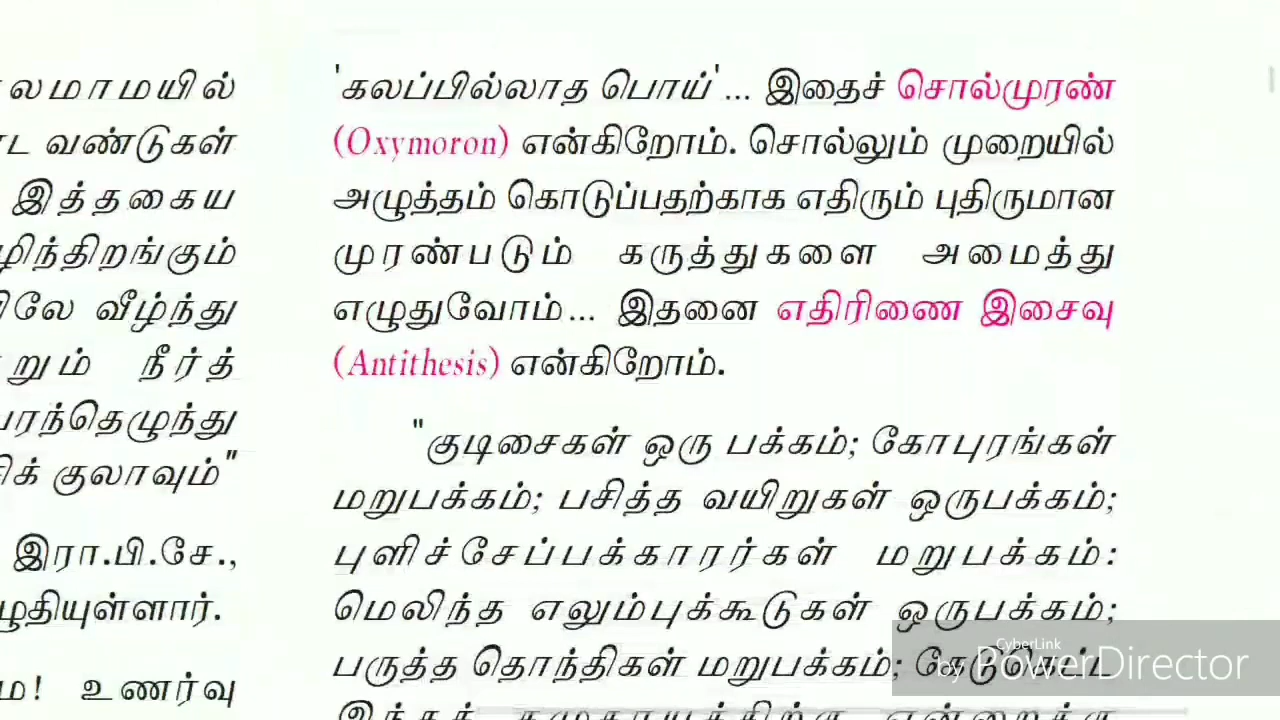 லமாமயில்
வண்டுகள்
இத்தகைய
ழிந்திறங்கும்
லே வீழ்ந்து
றும் நீர்த்
பரந்தெழுந்து
க் குலாவும்"
இரா.பி.சே.,
ழுதியுள்ளார்.
! உணர்வு
'கலப்பில்லாத பொய்'... இதைச் சொல்முரண்
(Oxymoron) என்கிறோம். சொல்லும் முறையில்
அழுத்தம் கொடுப்பதற்காக எதிரும் புதிருமான
முரண்படும் கருத்துகளை அமைத்து
எழுதுவோம்... இதனை எதிரிணை இசைவு
(Antithesis) என்கிறோம்.
"குடிசைகள் ஒரு பக்கம்; கோபுரங்கள்
மறுபக்கம்; பசித்த வயிறுகள் ஒருபக்கம்;
புளிச்சேப்பக்காரர்கள் மறுபக்கம்:
மெலிந்த எலும்புக்கூடுகள் ஒருபக்கம்;
பருத்த தொந்திகள் மறுபக்கம்; கேடுகெட்ட
CyberLink
by PowerDirector